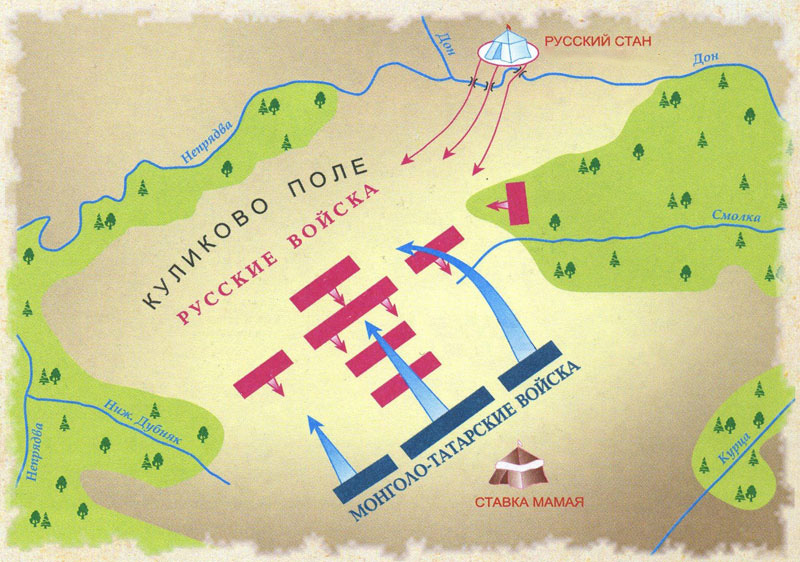 Дон
РУССКИЙ СТАН
Дон
Непрядва
КУЛИКОВО ПОЛЕ
РУССКИЕ ВОЙСКА
Смолка
Ниж. Дубняк
Непрядва
МОНГОЛО-ТАТАРСКИЕ ВОЙСКА
Курца
СТАВКА МАМАЯ